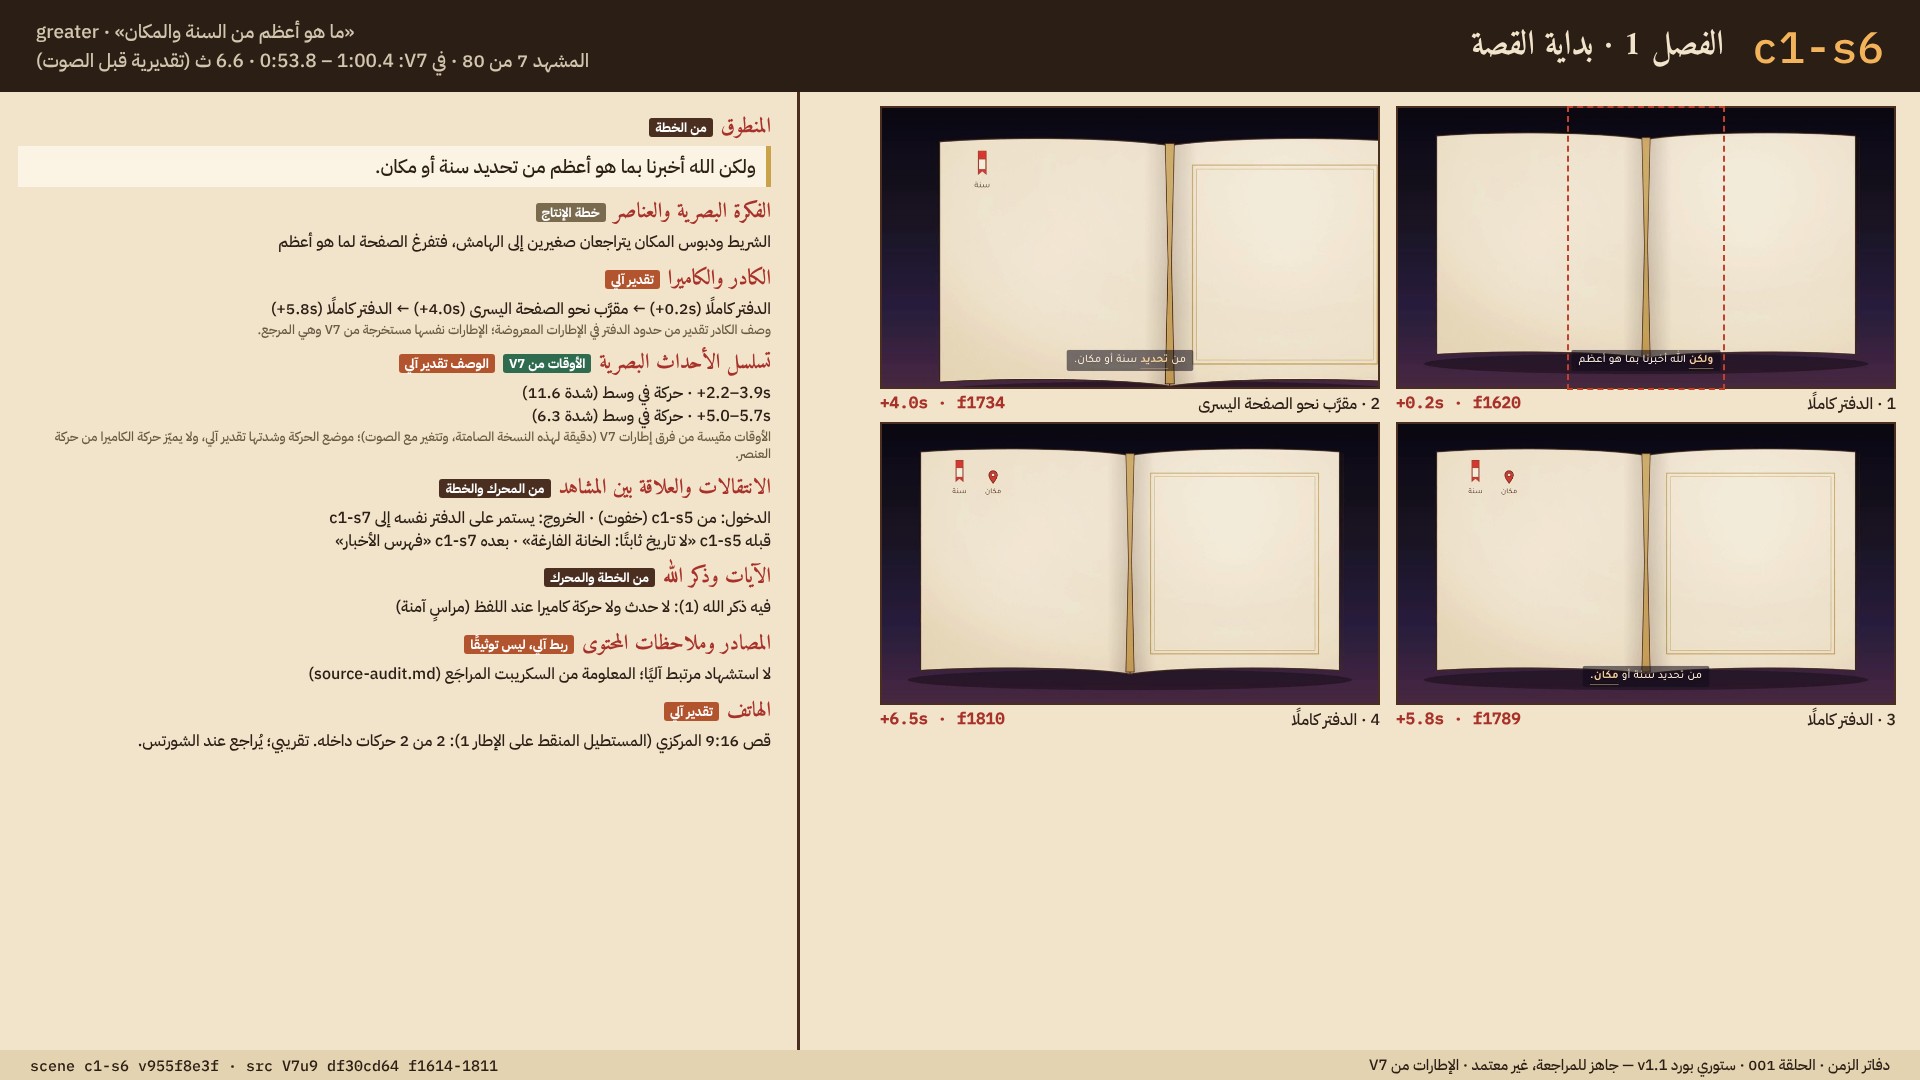 c1-s6 الفصل 1 · بداية القصة
«ما هو أعظم من السنة والمكان» · greater
المشهد 7 من 80 · في V7: 0:53.8 – 1:00.4 · 6.6 ث (تقديرية قبل الصوت)
ولكن الله أخبرنا بما هو أعظم
1 · الدفتر كاملًا
+0.2s · f1620
سنة
من تحديد سنة أو مكان.
2 · مقرَّب نحو الصفحة اليسرى
+4.0s · f1734
مكان
سنة
من تحديد سنة أو مكان.
3 · الدفتر كاملًا
+5.8s · f1789
مكان
سنة
4 · الدفتر كاملًا
+6.5s · f1810
المنطوق من الخطة
ولكن الله أخبرنا بما هو أعظم من تحديد سنة أو مكان.
الفكرة البصرية والعناصر خطة الإنتاج
الشريط ودبوس المكان يتراجعان صغيرين إلى الهامش، فتفرغ الصفحة لما هو أعظم
الكادر والكاميرا تقدير آلي
الدفتر كاملًا (+0.2s) ← مقرَّب نحو الصفحة اليسرى (+4.0s) ← الدفتر كاملًا (+5.8s)
وصف الكادر تقدير من حدود الدفتر في الإطارات المعروضة؛ الإطارات نفسها مستخرجة من V7 وهي المرجع.
تسلسل الأحداث البصرية الأوقات من V7 الوصف تقدير آلي
+2.2–3.9s · حركة في وسط (شدة 11.6)
+5.0–5.7s · حركة في وسط (شدة 6.3)
الأوقات مقيسة من فرق إطارات V7 (دقيقة لهذه النسخة الصامتة، وتتغير مع الصوت)؛ موضع الحركة وشدتها تقدير آلي، ولا يميّز حركة الكاميرا من حركة
العنصر.
الانتقالات والعلاقة بين المشاهد من المحرك والخطة
الدخول: من c1-s5 (خفوت) · الخروج: يستمر على الدفتر نفسه إلى c1-s7
قبله c1-s5 «لا تاريخ ثابتًا: الخانة الفارغة» · بعده c1-s7 «فهرس الأخبار»
الآيات وذكر الله من الخطة والمحرك
فيه ذكر الله (1): لا حدث ولا حركة كاميرا عند اللفظ (مراسٍ آمنة)
المصادر وملاحظات المحتوى ربط آلي، ليس توثيقًا
لا استشهاد مرتبط آليًا؛ المعلومة من السكريبت المراجَع (source-audit.md)
الهاتف تقدير آلي
قص 9:16 المركزي (المستطيل المنقط على الإطار 1): 2 من 2 حركات داخله. تقريبي؛ يُراجع عند الشورتس.
دفاتر الزمن · الحلقة 001 · ستوري بورد v1.1 — جاهز للمراجعة، غير معتمد · الإطارات من V7
scene c1-s6 v955f8e3f · src V7u9 df30cd64 f1614-1811